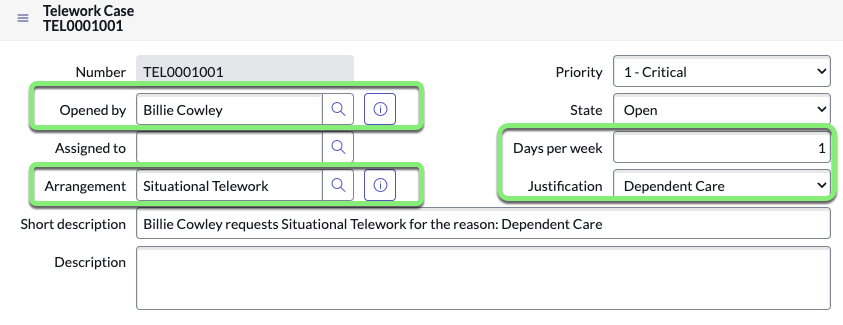 Telework Case
TEL0001001
Number TEL0001001
Priority 1 - Critical
Opened by Billie Cowley
State Open
Assigned to
Days per week 1
Arrangement Situational Telework
Justification Dependent Care
Short description Billie Cowley requests Situational Telework for the reason: Dependent Care
Description